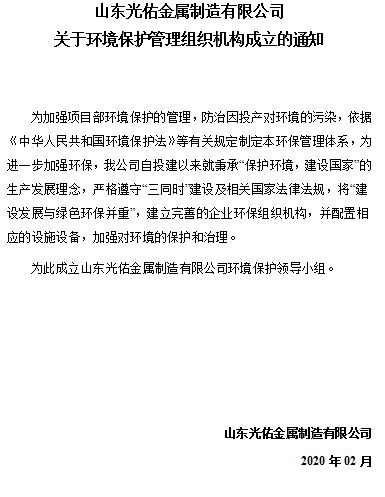 山东光佑金属制造有限公司
关于环境保护管理组织机构成立的通知
为加强项目部环境保护的管理，防治因投产对环境的污染，依据
《中华人民共和国环境保护法》等有关规定制定本环保管理体系，为
进一步加强环保，我公司自投建以来就秉承“保护环境，建设国家”的
生产发展理念，严格遵守“三同时”建设及相关国家法律法规，将“建
设发展与绿色环保并重”，建立完善的企业环保组织机构，并配置相
应的设施设备，加强对环境的保护和治理。
为此成立山东光佑金属制造有限公司环境保护领导小组。
山东光佑金属制造有限公司
2020 年 02 月